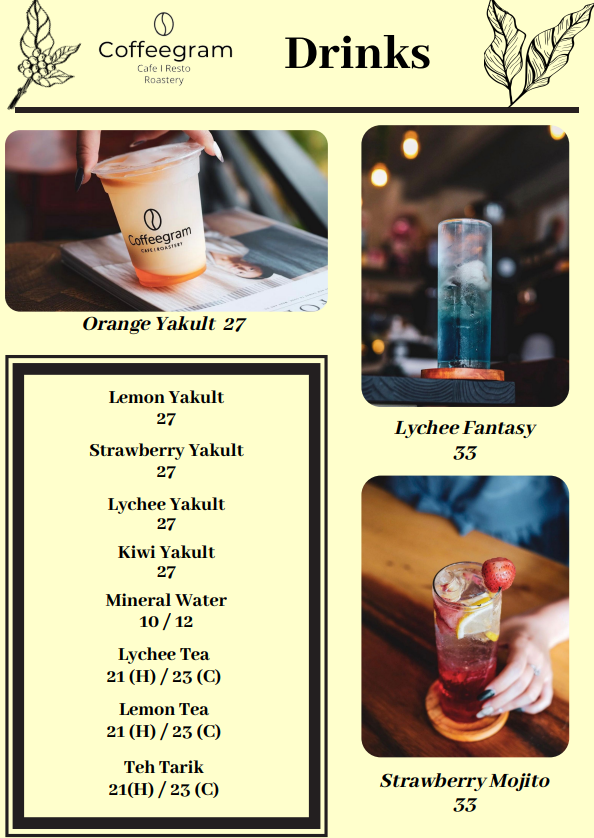 Coffeegram
Cafe I Resto
Roastery
Drinks
Coffeegram
CAFE | ROASTERY
Orange Yakult 27
Lemon Yakult
27
Strawberry Yakult
27
Lychee Yakult
27
Kiwi Yakult
27
Mineral Water
10 / 12
Lychee Tea
21 (H) / 23 (C)
Lemon Tea
21 (H) / 23 (C)
Teh Tarik
21(H) / 23 (C)
Lychee Fantasy
33
Strawberry Mojito
33